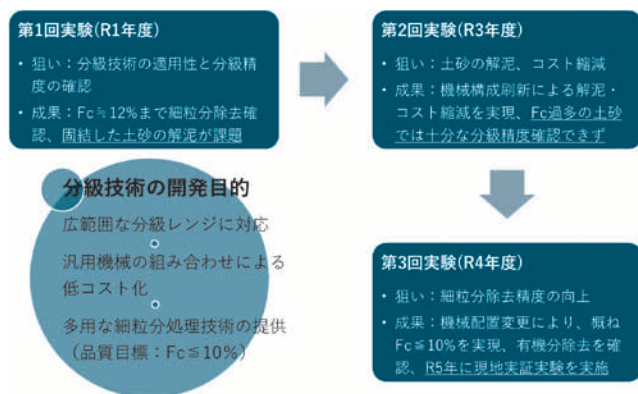 第1回実験(R1年度)
• 狙い：分級技術の適用性と分級精
度の確認
• 成果：Fc≒12%まで細粒分除去確
認、固結した土砂の解泥が課題
第2回実験(R3年度)
• 狙い：土砂の解泥、コスト縮減
• 成果：機械構成刷新による解泥・
コスト縮減を実現、Fc過多の土砂
では十分な分級精度確認できず
分級技術の開発目的
広範囲な分級レンジに対応
汎用機械の組み合わせによる
低コスト化
多用な細粒分処理技術の提供
（品質目標：Fc≦10%）
第3回実験(R4年度)
• 狙い：細粒分除去精度の向上
• 成果：機械配置変更により、概ね
Fc≦10%を実現、有機分除去を確
認、R5年に現地実証実験を実施